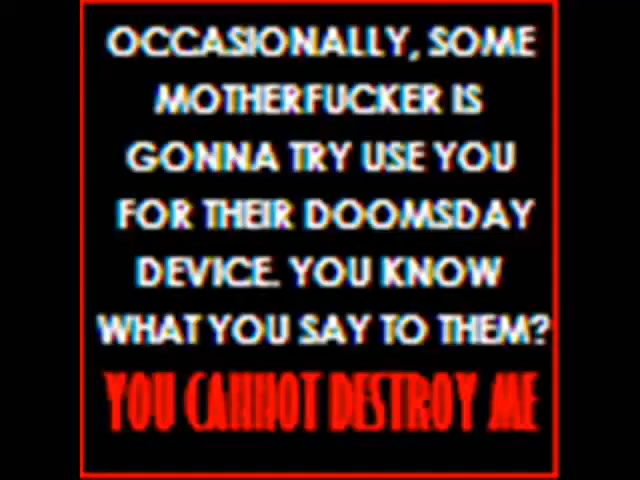 OCCASIONALLY, SOME
MOTHERFUCKER IS
GONNA TRY USE YOU
FOR THEIR DOOMSDAY
DEVICE. YOU KNOW
WHAT YOU SAY TO THEM?
YOU CANNOT DESTROY ME